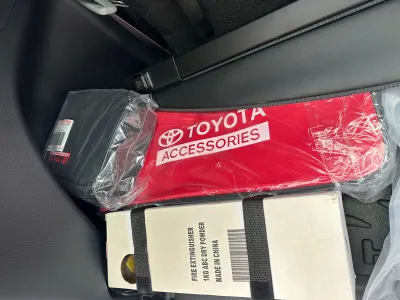 TOYOTA
ACCESSORIES
FIRE EXTINGUISHER
1KG ABC DRY POWDER
MADE IN CHINA